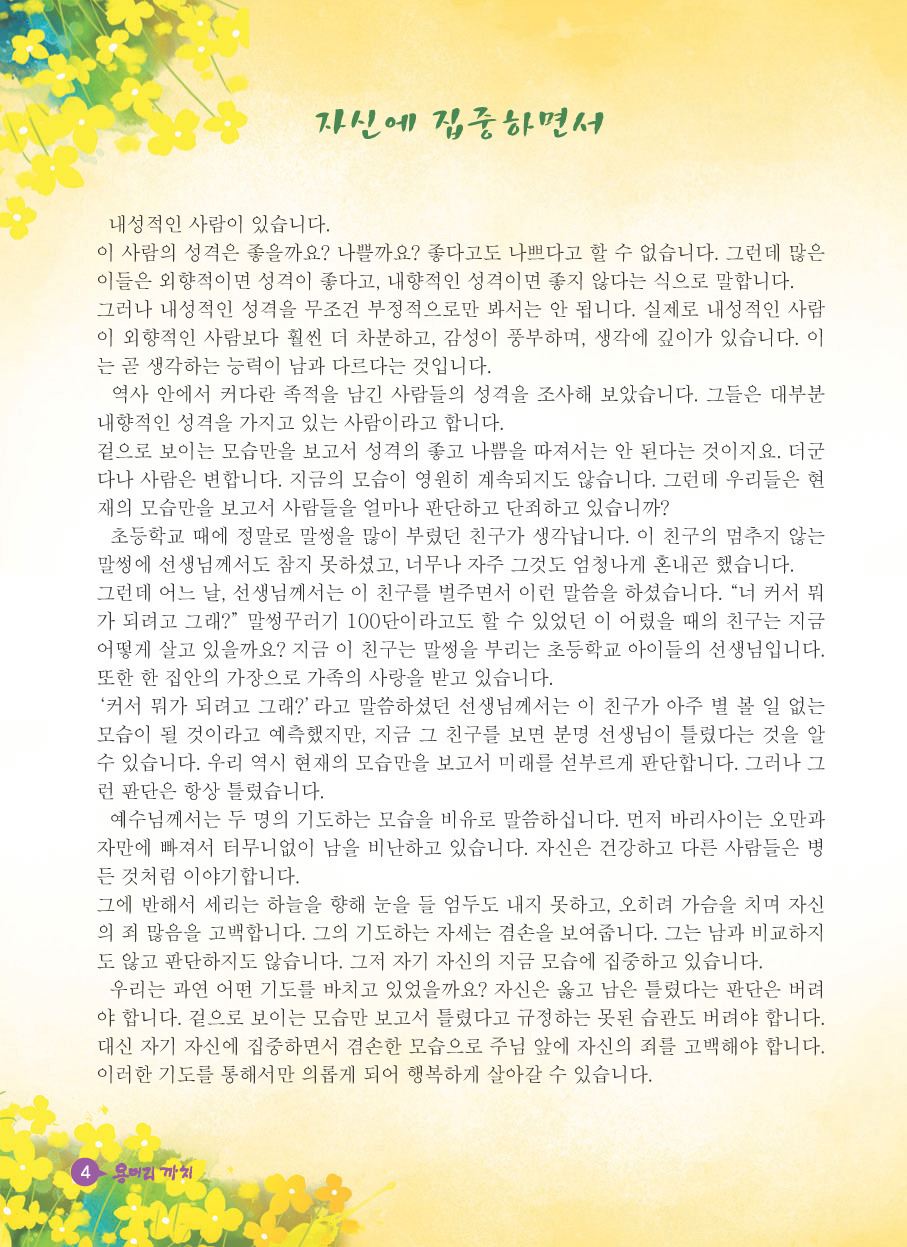 자신에 집중하면서
내성적인 사람이 있습니다.
이 사람의 성격은 좋을까요? 나쁠까요? 좋다고도 나쁘다고 할 수 없습니다. 그런데 많은
이들은 외향적이면 성격이 좋다고, 내향적인 성격이면 좋지 않다는 식으로 말합니다.
그러나 내성적인 성격을 무조건 부정적으로만 봐서는 안 됩니다. 실제로 내성적인 사람
이 외향적인 사람보다 훨씬 더 차분하고, 감성이 풍부하며, 생각에 깊이가 있습니다. 이
는 곧 생각하는 능력이 남과 다르다는 것입니다.
역사 안에서 커다란 족적을 남긴 사람들의 성격을 조사해 보았습니다. 그들은 대부분
내향적인 성격을 가지고 있는 사람이라고 합니다.
겉으로 보이는 모습만을 보고서 성격의 좋고 나쁨을 따져서는 안 된다는 것이지요. 더군
다나 사람은 변합니다. 지금의 모습이 영원히 계속되지도 않습니다. 그런데 우리들은 현
재의 모습만을 보고서 사람들을 얼마나 판단하고 단죄하고 있습니까?
초등학교 때에 정말로 말썽을 많이 부렸던 친구가 생각납니다. 이 친구의 멈추지 않는
말썽에 선생님께서도 참지 못하셨고, 너무나 자주 그것도 엄청나게 혼내곤 했습니다.
그런데 어느 날, 선생님께서는 이 친구를 벌주면서 이런 말씀을 하셨습니다. “너 커서 뭐
가 되려고 그래?” 말썽꾸러기 100단이라고도 할 수 있었던 이 어렸을 때의 친구는 지금
어떻게 살고 있을까요? 지금 이 친구는 말썽을 부리는 초등학교 아이들의 선생님입니다.
또한 한 집안의 가장으로 가족의 사랑을 받고 있습니다.
‘커서 뭐가 되려고 그래?’라고 말씀하셨던 선생님께서는 이 친구가 아주 별 볼 일 없는
모습이 될 것이라고 예측했지만, 지금 그 친구를 보면 분명 선생님이 틀렸다는 것을 알
수 있습니다. 우리 역시 현재의 모습만을 보고서 미래를 섣부르게 판단합니다. 그러나 그
런 판단은 항상 틀렸습니다.
예수님께서는 두 명의 기도하는 모습을 비유로 말씀하십니다. 먼저 바리사이는 오만과
자만에 빠져서 터무니없이 남을 비난하고 있습니다. 자신은 건강하고 다른 사람들은 병
든 것처럼 이야기합니다.
그에 반해서 세리는 하늘을 향해 눈을 들 엄두도 내지 못하고, 오히려 가슴을 치며 자신
의 죄 많음을 고백합니다. 그의 기도하는 자세는 겸손을 보여줍니다. 그는 남과 비교하지
도 않고 판단하지도 않습니다. 그저 자기 자신의 지금 모습에 집중하고 있습니다.
우리는 과연 어떤 기도를 바치고 있었을까요? 자신은 옳고 남은 틀렸다는 판단은 버려
야 합니다. 겉으로 보이는 모습만 보고서 틀렸다고 규정하는 못된 습관도 버려야 합니다.
대신 자기 자신에 집중하면서 겸손한 모습으로 주님 앞에 자신의 죄를 고백해야 합니다.
이러한 기도를 통해서만 의롭게 되어 행복하게 살아갈 수 있습니다.
4 용머리 까치